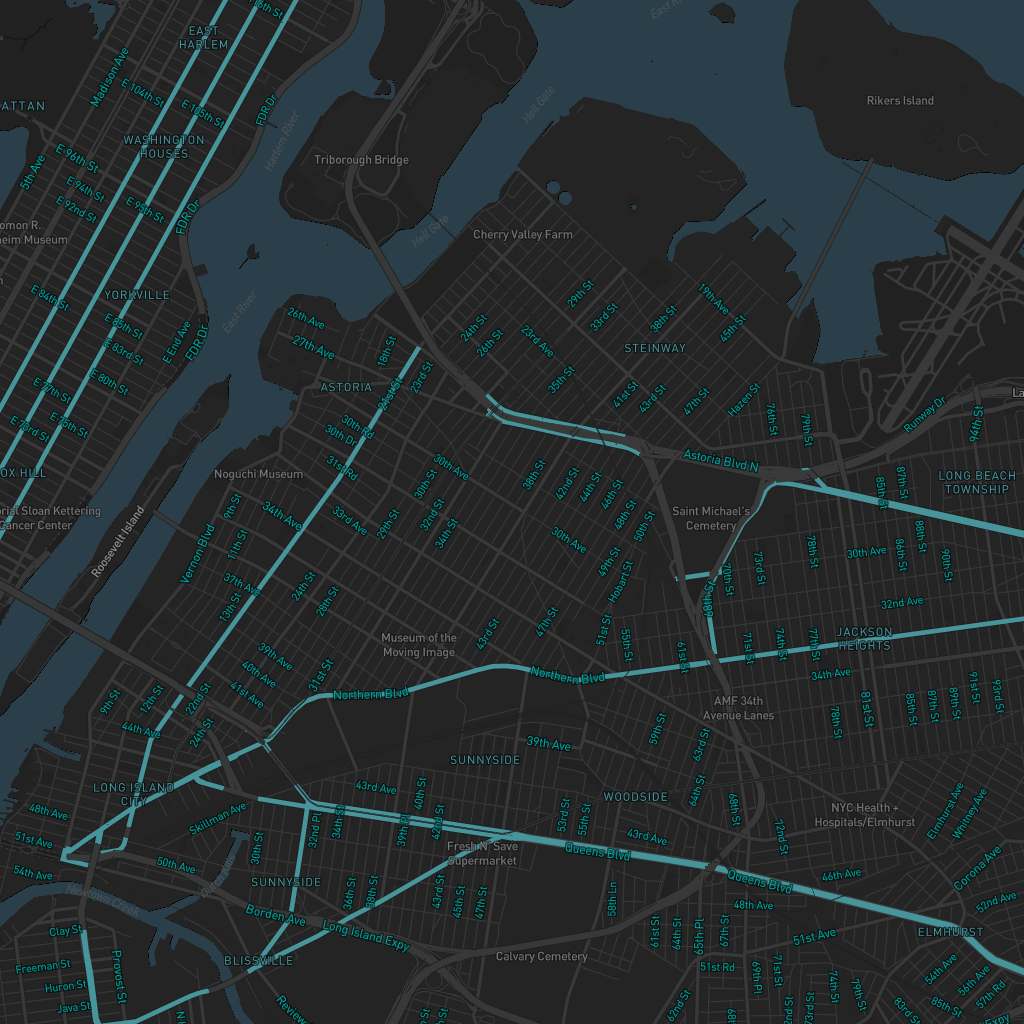 116th St
East River
EAST
HARLEM
Madison Ave
E 104th St
E 105th St
FDR Dr
Hell Gate
Rikers Island
ATTAN
WASHINGTON
HOUSES
Harlem River
Triborough Bridge
5th Ave
E 96th St
E 94th St
E 92nd St
E 95th St
FDR Dr
omon R.
heim Museum
Hell Gate
Cherry Valley Farm
E 84th St
YORKVILLE
East River
29th St
19th Ave
26th Ave
33rd St
38th St
45th St
E 85th St
E 83rd St
E End Ave
FDR Dr
27th Ave
18th St
24th St
26th St
23rd Ave
STEINWAY
E 80th St
E 77th St
ASTORIA
21st St
23rd St
35th St
41st St
43rd St
47th St
Hazen St
La
E 75th St
E 73rd St
30th Rd
30th Dr
76th St
79th St
Runway Dr
94th St
OX HILL
Noguchi Museum
31st Rd
30th Ave
30th St
38th St
42nd St
44th St
46th St
Astoria Blvd N
85th St
87th St
LONG BEACH
TOWNSHIP
rial Sloan Kettering
Cancer Center
Roosevelt Island
9th St
34th Ave
33rd Ave
29th St
32nd St
34th St
48th St
50th St
Saint Michael's
Cemetery
Vernon Blvd
11th St
30th Ave
49th St
Hobart St
73rd St
78th St
30th Ave
86th St
88th St
90th St
37th Ave
13th St
24th St
28th St
70th St
69th St
32nd Ave
Museum of the
Moving Image
43rd St
47th St
51st St
55th St
61st St
71st St
74th St
77th St
JACKSON
HEIGHTS
39th Ave
40th Ave
41st Ave
31st St
Northern Blvd
Northern Blvd
34th Ave
9th St
12th St
22nd St
44th Ave
24th St
AMF 34th
Avenue Lanes
59th St
63rd St
78th St
81st St
85th St
87th St
89th St
91st St
93rd St
39th Ave
SUNNYSIDE
LONG ISLAND
CITY
43rd Ave
40th St
WOODSIDE
64th St
68th St
NYC Health +
Hospitals/Elmhurst
Elmhurst Ave
Whitney Ave
48th Ave
Skillman Ave
32nd Pl
34th St
39th Pl
42nd St
53rd St
55th St
43rd Ave
72nd St
51st Ave
50th Ave
30th St
Fresh N' Save
Supermarket
Queens Blvd
Queens Blvd
46th Ave
Corona Ave
54th Ave
Newtown Creek
SUNNYSIDE
36th St
38th St
43rd St
45th St
47th St
58th Ln
48th Ave
52nd Ave
Borden Ave
Long Island Expy
Clay St
61st St
64th St
65th Pl
67th St
51st Ave
ELMHURST
BLISSVILLE
Calvary Cemetery
Freeman St
Provost St
Huron St
Java St
Review
51st Rd
69th Pl
71st St
74th St
79th St
54th Ave
56th Ave
57th Rd
62nd St
73rd St
83rd St
85th St
Expy
54th St
56th St
68th
2nd St
N